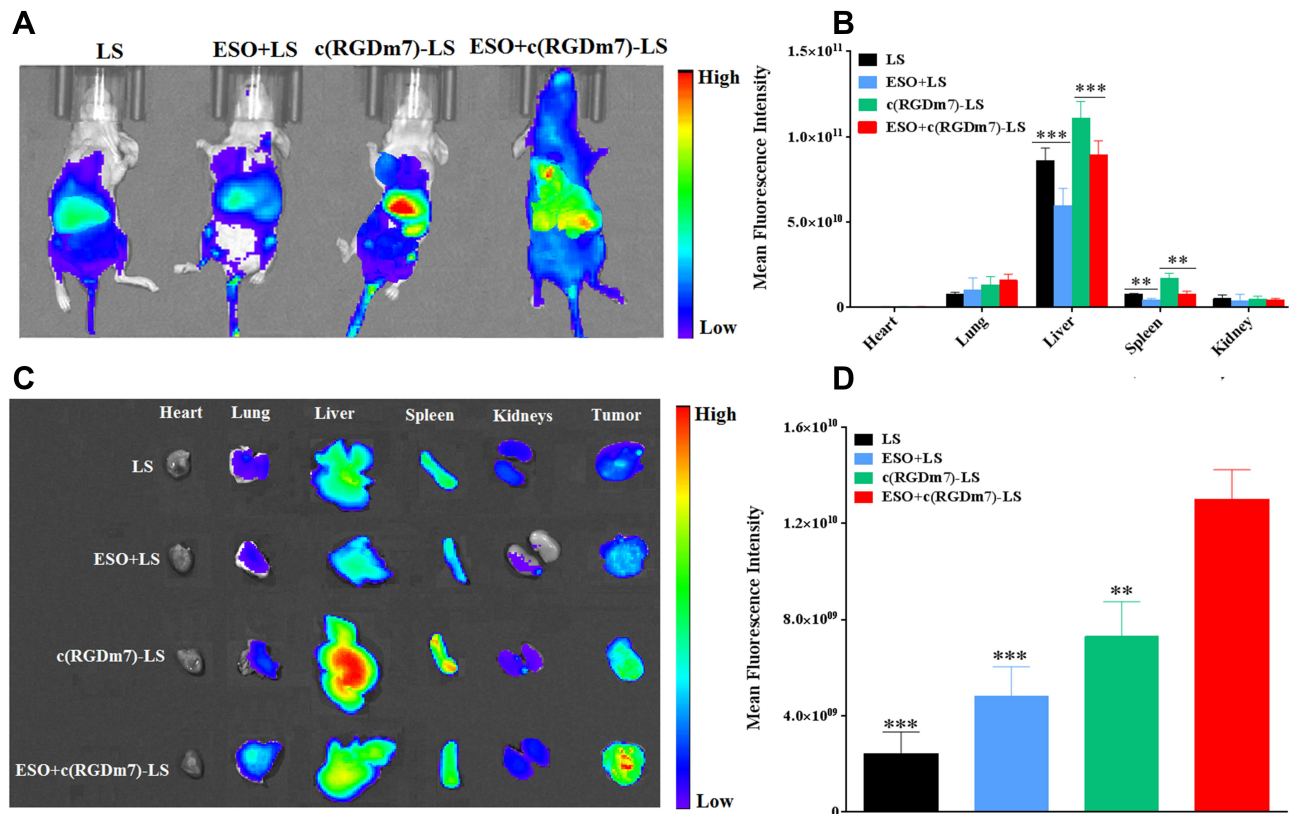 A
LS ESO+LS c(RGDm7)-LS ESO+c(RGDm7)-LS
High
Low
B
Mean Fluorescence Intensity
1.5×10¹¹
1.0×10¹¹
5.0×10¹⁰
0
LS
ESO+LS
c(RGDm7)-LS
ESO+c(RGDm7)-LS
*** ***
** **
Heart Lung Liver Spleen Kidney
C
Heart Lung Liver Spleen Kidneys Tumor
LS
ESO+LS
c(RGDm7)-LS
ESO+c(RGDm7)-LS
High
Low
D
Mean Fluorescence Intensity
1.6×10¹⁰
1.2×10¹⁰
8.0×10⁰⁹
4.0×10⁰⁹
0
LS
ESO+LS
c(RGDm7)-LS
ESO+c(RGDm7)-LS
*** *** **